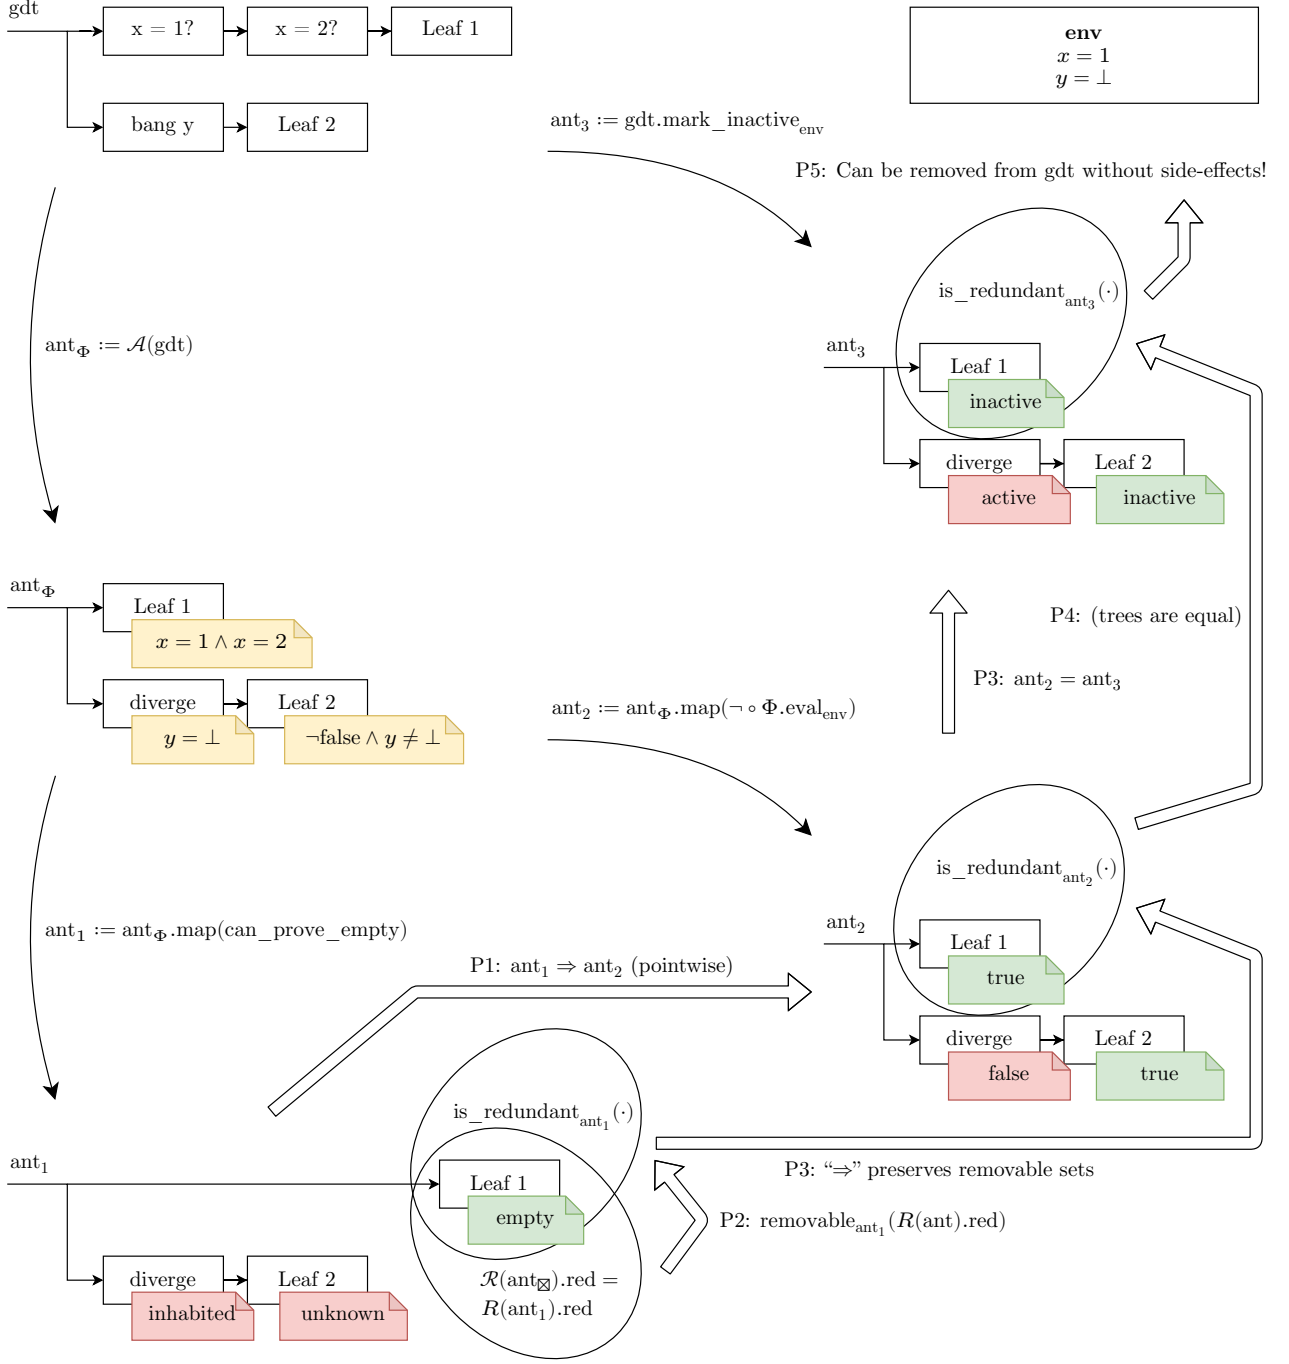 gdt
x = 1?
x = 2?
Leaf 1
env
x = 1
y = ⊥
bang y
Leaf 2
ant₃ := gdt.mark_inactive_env
P5: Can be removed from gdt without side-effects!
is_redundant_ant₃(·)
ant_Φ := 𝒜(gdt)
ant₃
Leaf 1
inactive
diverge
Leaf 2
active
inactive
ant_Φ
Leaf 1
x = 1 ∧ x = 2
P4: (trees are equal)
diverge
Leaf 2
y = ⊥
¬false ∧ y ≠ ⊥
P3: ant₂ = ant₃
ant₂ := ant_Φ.map(¬ ∘ Φ.eval_env)
is_redundant_ant₂(·)
ant₁ := ant_Φ.map(can_prove_empty)
ant₂
Leaf 1
true
P1: ant₁ ⇒ ant₂ (pointwise)
diverge
Leaf 2
false
true
is_redundant_ant₁(·)
ant₁
Leaf 1
empty
P3: “⇒” preserves removable sets
P2: removable_ant₁(R(ant).red)
diverge
Leaf 2
inhabited
unknown
ℛ(ant_⊠).red =
R(ant₁).red